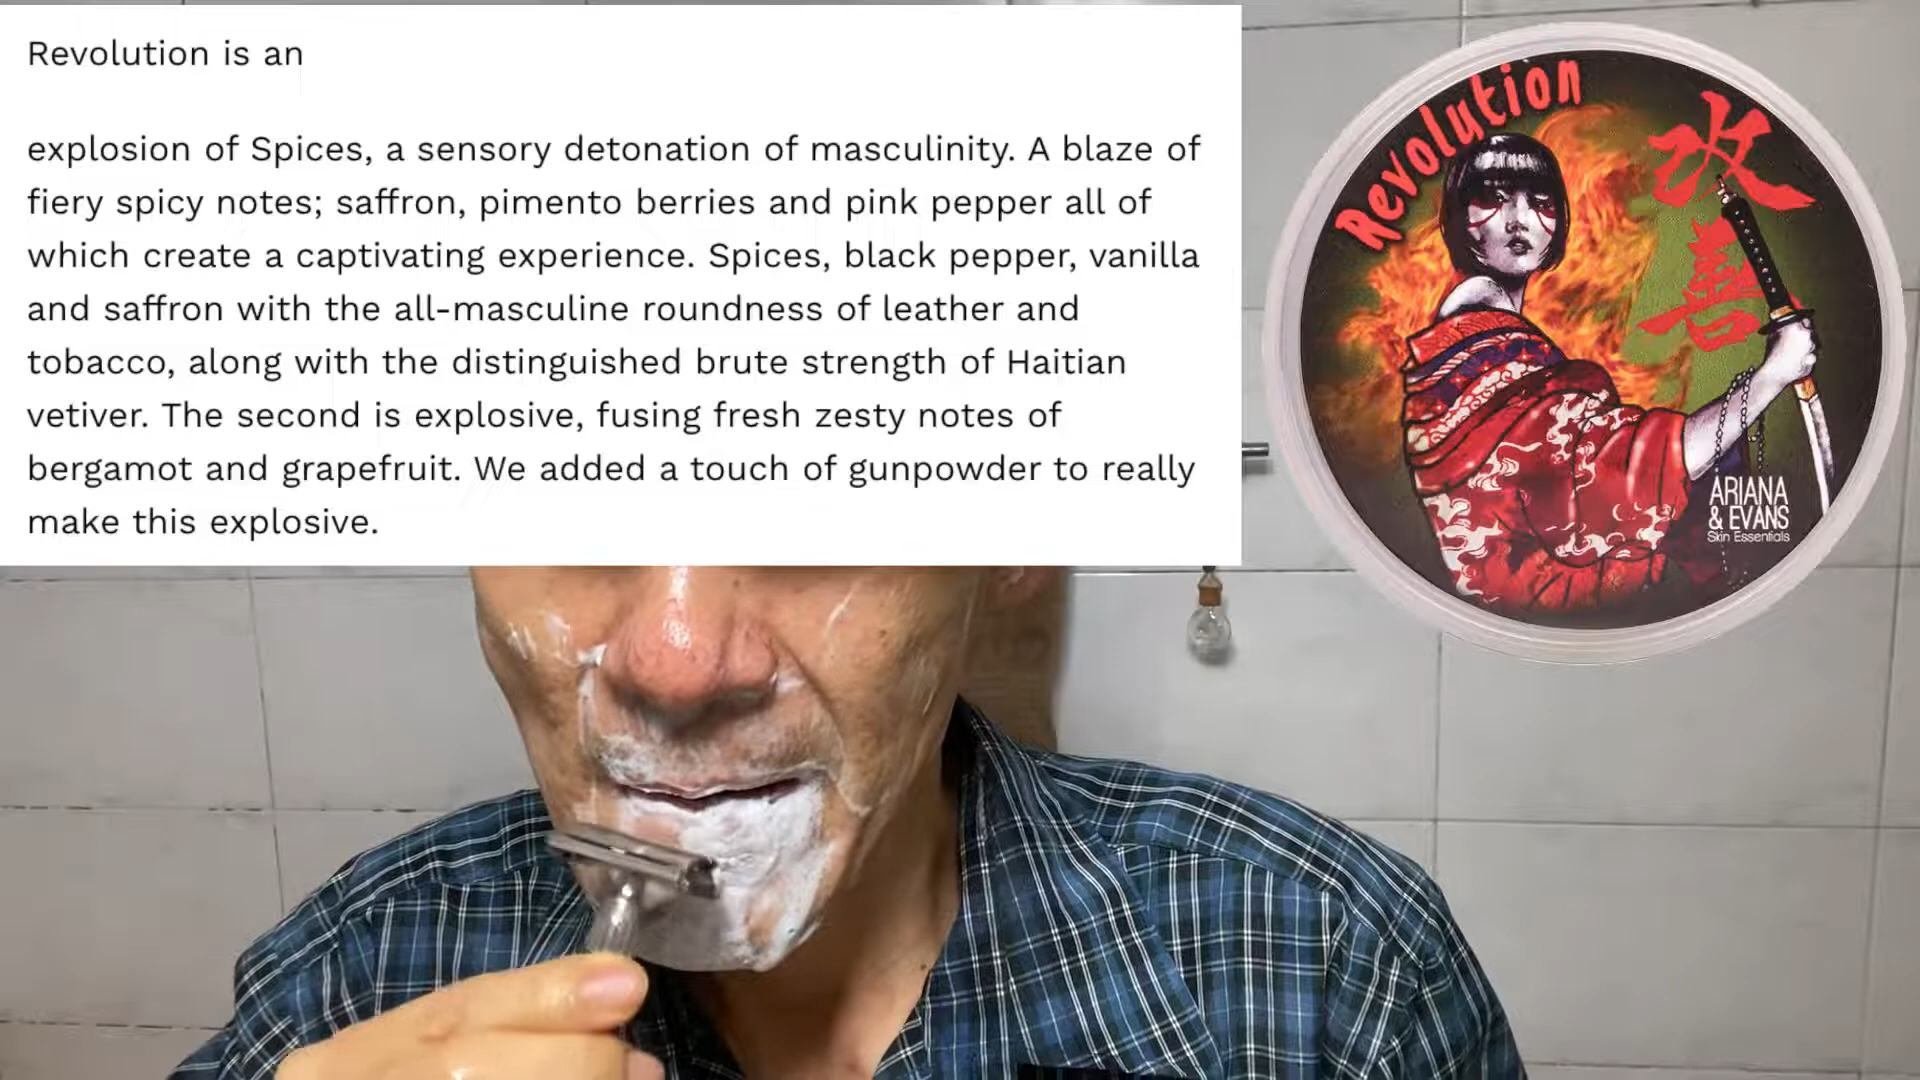 Revolution is an
explosion of Spices, a sensory detonation of masculinity. A blaze of
fiery spicy notes; saffron, pimento berries and pink pepper all of
which create a captivating experience. Spices, black pepper, vanilla
and saffron with the all-masculine roundness of leather and
tobacco, along with the distinguished brute strength of Haitian
vetiver. The second is explosive, fusing fresh zesty notes of
bergamot and grapefruit. We added a touch of gunpowder to really
make this explosive.
Revolution
改
善
ARIANA
& EVANS
Skin Essentials